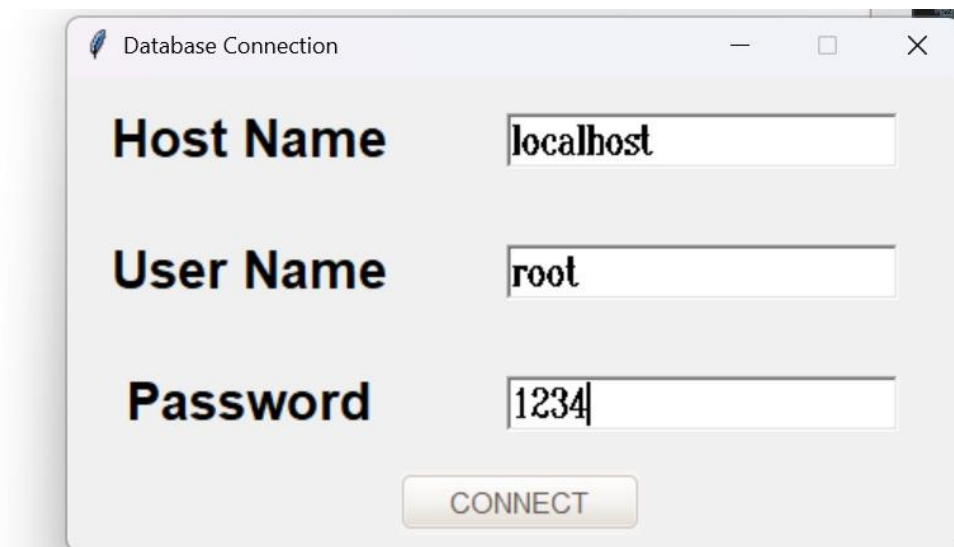 Database Connection
Host Name localhost
User Name root
Password 1234
CONNECT